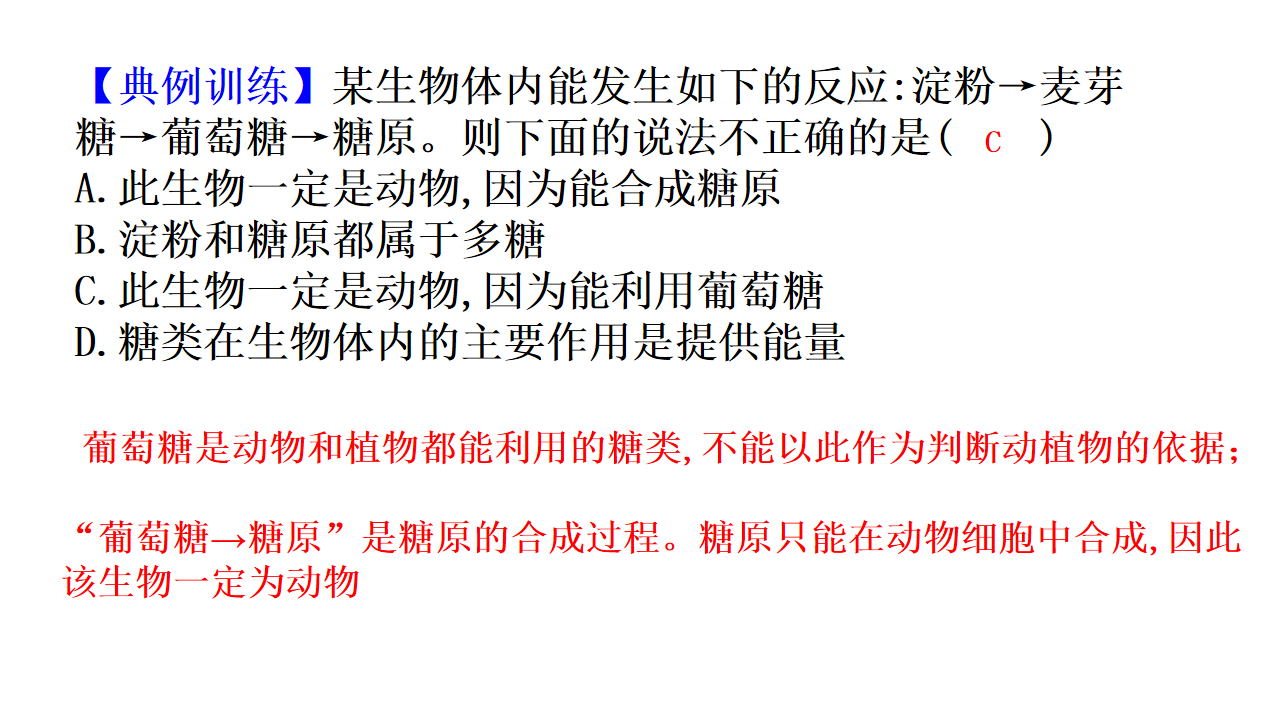 【典例训练】某生物体内能发生如下的反应:淀粉→麦芽
糖→葡萄糖→糖原。则下面的说法不正确的是( C )
A.此生物一定是动物,因为能合成糖原
B.淀粉和糖原都属于多糖
C.此生物一定是动物,因为能利用葡萄糖
D.糖类在生物体内的主要作用是提供能量
葡萄糖是动物和植物都能利用的糖类,不能以此作为判断动植物的依据;
“葡萄糖→糖原”是糖原的合成过程。糖原只能在动物细胞中合成,因此
该生物一定为动物